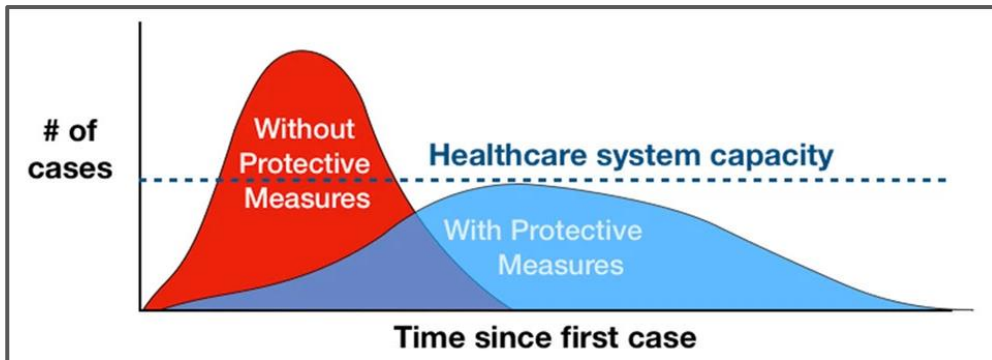 # of
cases
Without
Protective
Measures
Healthcare system capacity
With Protective
Measures
Time since first case